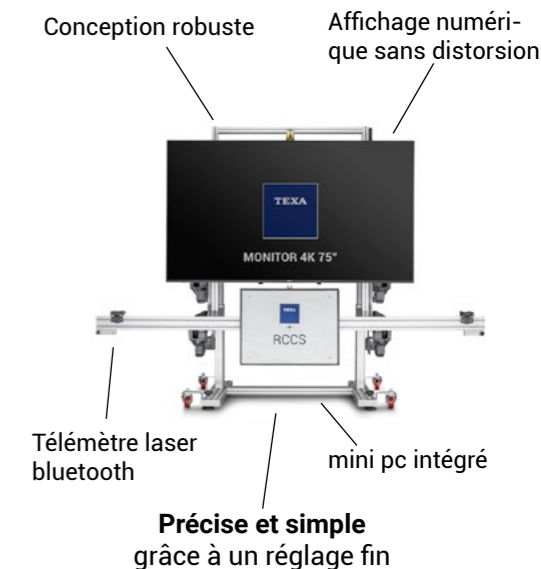 Conception robuste
Affichage numéri-
que sans distorsion
TEXA
MONITOR 4K 75"
TEXA
RCCS
Télémètre laser
bluetooth
mini pc intégré
Précise et simple
grâce à un réglage fin